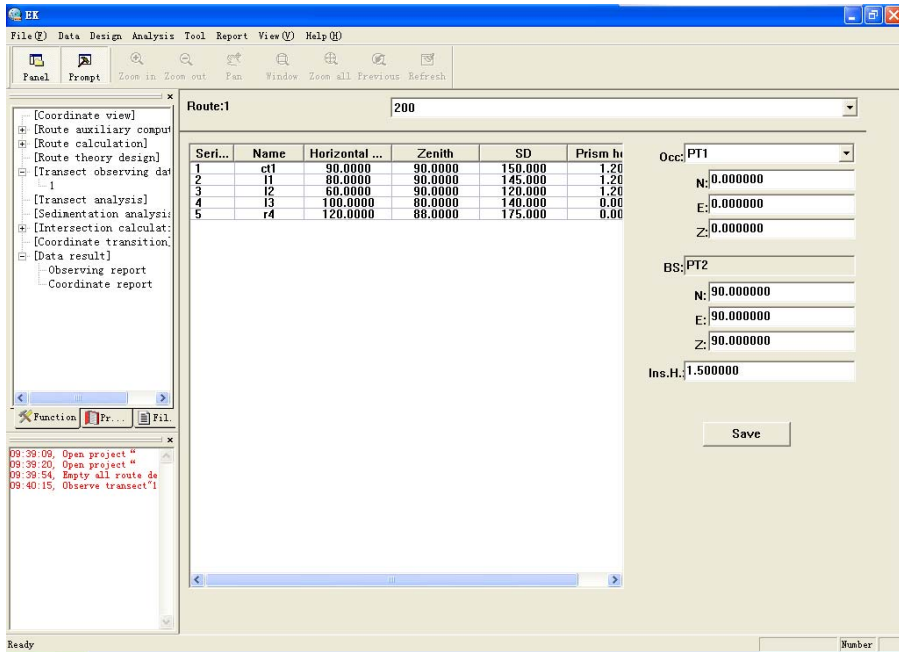 EK
File(F) Data Design Analysis Tool Report View(V) Help(H)
Panel Prompt Zoom in Zoom out Pan Window Zoom all Previous Refresh
[Coordinate view]
[Route auxiliary comput
[Route calculation]
[Route theory design]
[Transect observing dat
1
[Transect analysis]
[Sedimentation analysis
[Intersection calculat:
[Coordinate transition]
[Data result]
Observing report
Coordinate report
Function Pr... Fil.
09:39:09, Open project "
09:39:20, Open project "
09:39:54, Empty all route de
09:40:15, Observe transect"1
Route:1 200
Seri... Name Horizontal ... Zenith SD Prism he
1 ct1 90.0000 90.0000 150.000 1.20
2 l1 80.0000 90.0000 145.000 1.20
3 l2 60.0000 90.0000 120.000 1.20
4 l3 100.0000 80.0000 140.000 0.00
5 r4 120.0000 88.0000 175.000 0.00
Occ: PT1
N: 0.000000
E: 0.000000
Z: 0.000000
BS: PT2
N: 90.000000
E: 90.000000
Z: 90.000000
Ins.H.: 1.500000
Save
Ready Number